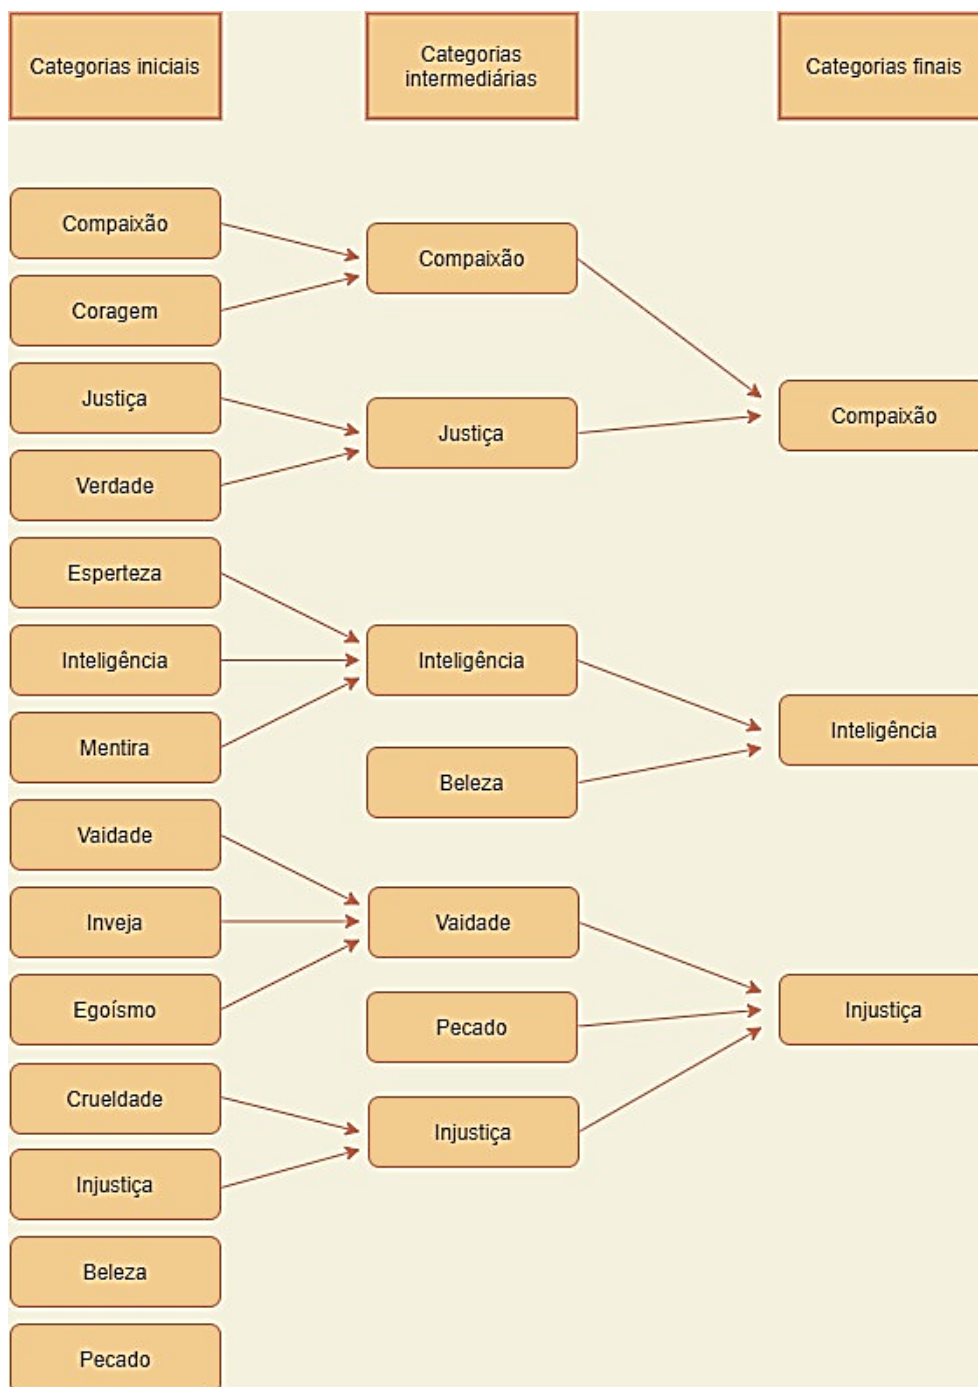 Categorias iniciais
Categorias
intermediárias
Categorias finais
Compaixão
Coragem
Justiça
Verdade
Esperteza
Inteligência
Mentira
Vaidade
Inveja
Egoísmo
Crueldade
Injustiça
Beleza
Pecado
Compaixão
Justiça
Inteligência
Beleza
Vaidade
Pecado
Injustiça
Compaixão
Inteligência
Injustiça